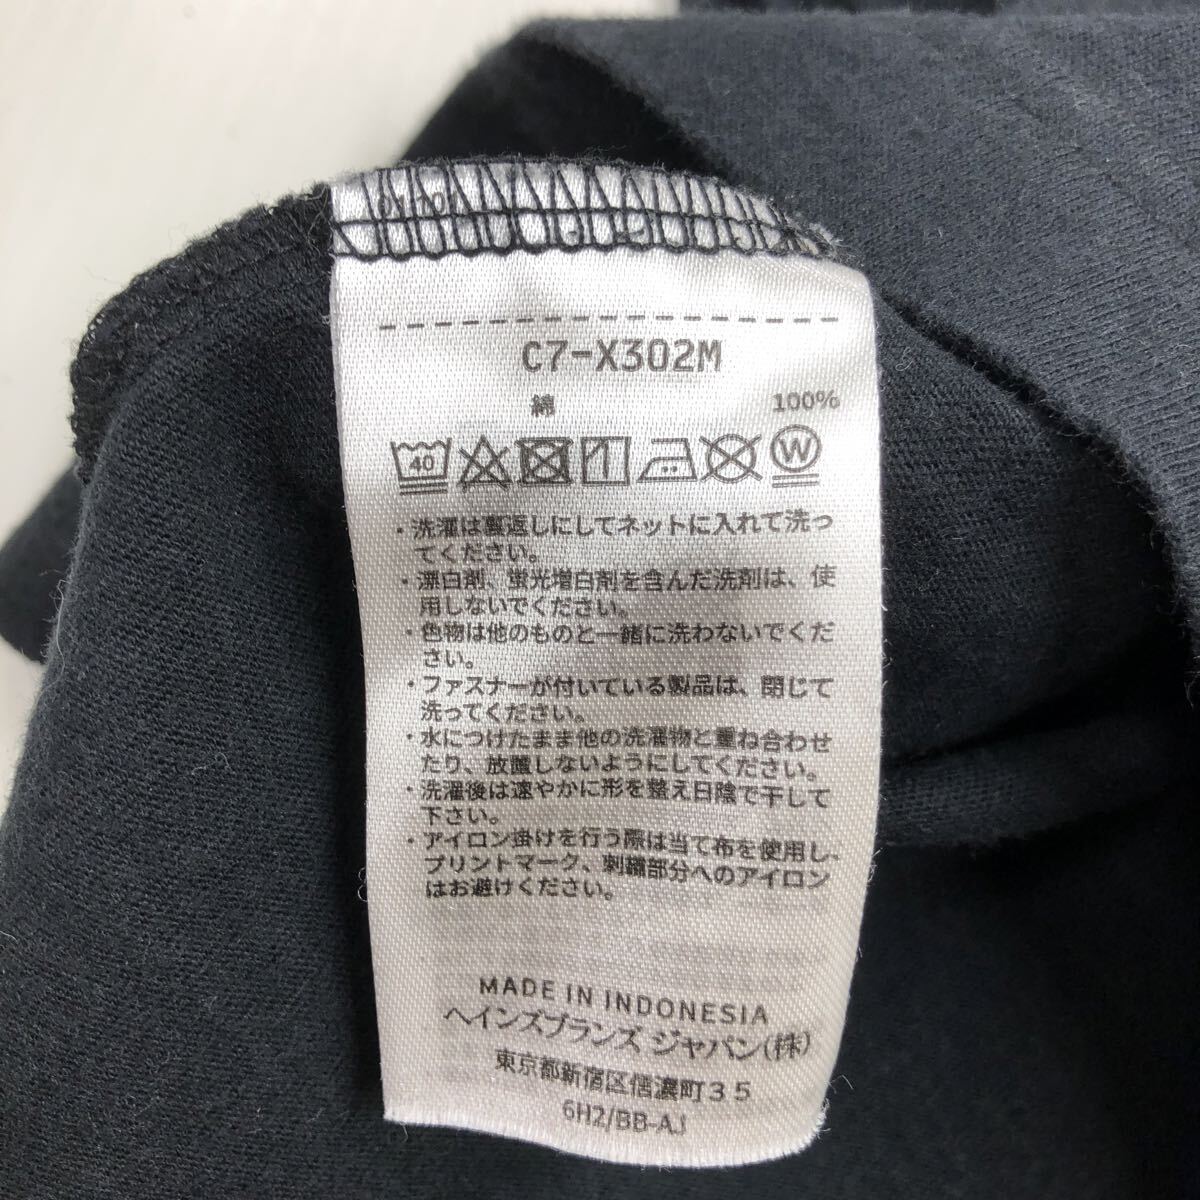 C7-X302M
綿 100%
40 W
・洗濯は裏返しにしてネットに入れて洗っ
てください。
・漂白剤、蛍光増白剤を含んだ洗剤は、使
用しないでください。
・色物は他のものと一緒に洗わないでくだ
さい。
・ファスナーが付いている製品は、閉じて
洗ってください。
・水につけたまま他の洗濯物と重ね合わせ
たり、放置しないようにしてください。
・洗濯後は速やかに形を整え日陰で干して
下さい。
・アイロン掛けを行う際は当て布を使用し、
プリントマーク、刺繍部分へのアイロン
はお避けください。
MADE IN INDONESIA
ヘインズブランズ ジャパン(株)
東京都新宿区信濃町35
6H2/BB-AJ